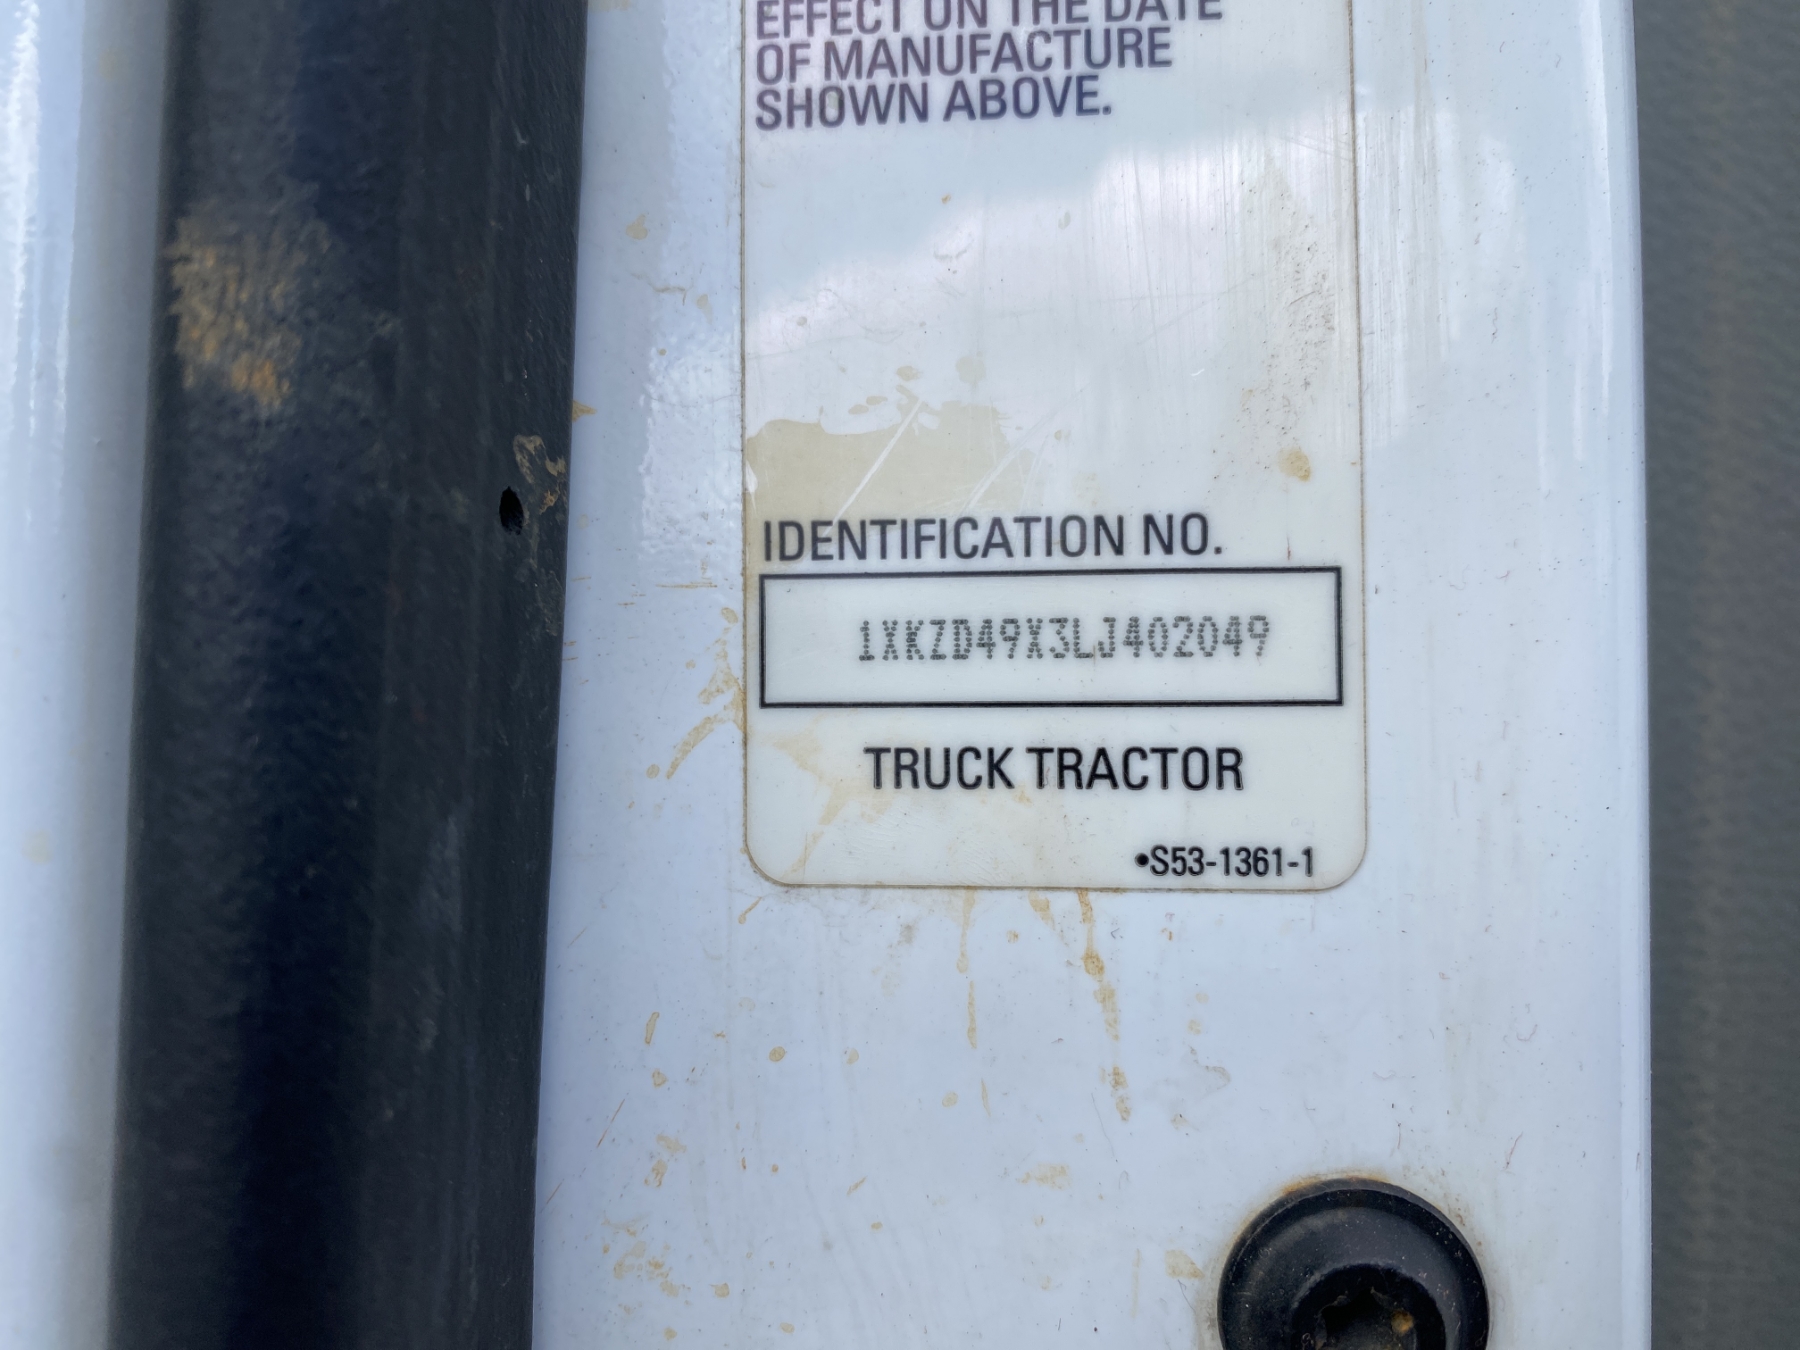 EFFECT ON THE DATE
OF MANUFACTURE
SHOWN ABOVE.
IDENTIFICATION NO.
1XKZD49X3LJ402049
TRUCK TRACTOR
•S53-1361-1